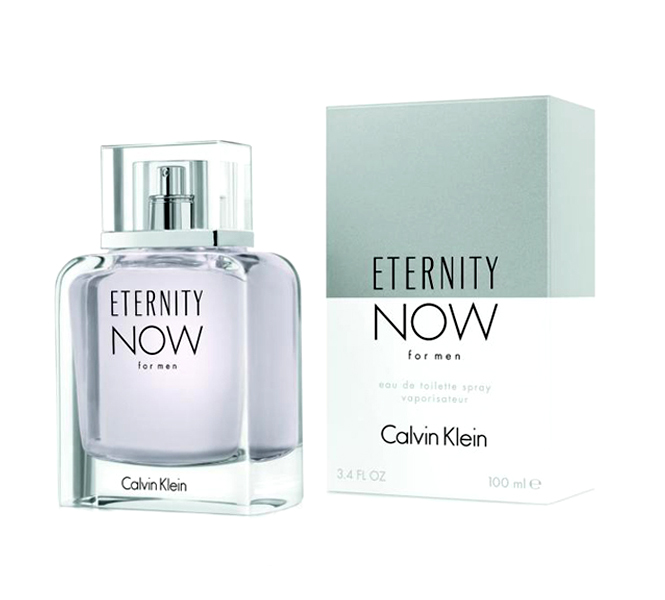 ETERNITY
NOW
for men
Calvin Klein
ETERNITY
NOW
for men
eau de toilette spray
vaporisateur
Calvin Klein
3.4 FL OZ
100 ml ℮